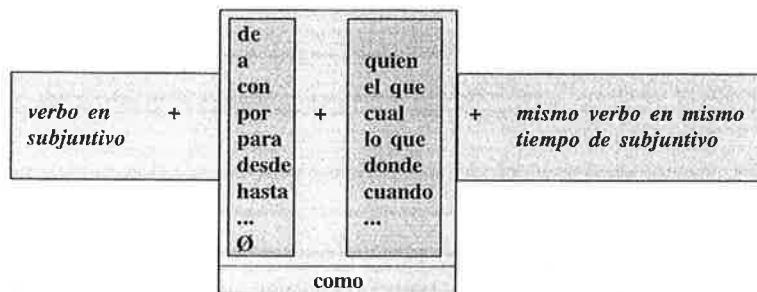 verbo en
subjuntivo
+
de
a
con
por
para
desde
hasta
...
Ø
+
quien
el que
cual
lo que
donde
cuando
...
como
+
mismo verbo en mismo
tiempo de subjuntivo